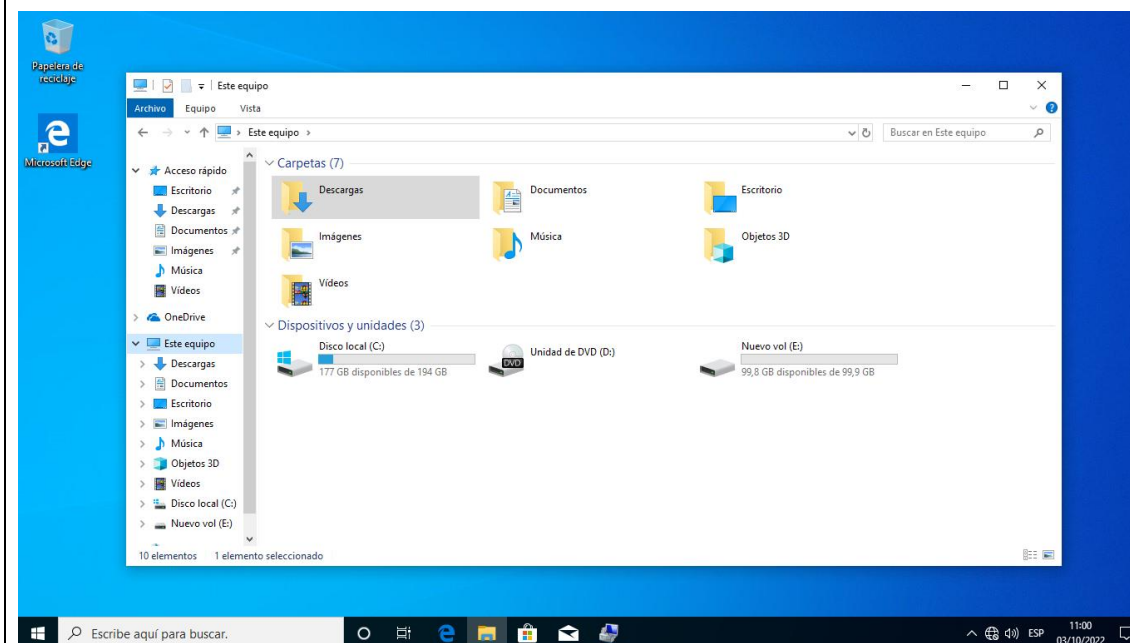 Papelera de
reciclaje
Microsoft Edge
Este equipo
Archivo Equipo Vista
Este equipo
Buscar en Este equipo
Acceso rápido
Escritorio
Descargas
Documentos
Imágenes
Música
Vídeos
OneDrive
Este equipo
Descargas
Documentos
Escritorio
Imágenes
Música
Objetos 3D
Vídeos
Disco local (C:)
Nuevo vol (E:)
Carpetas (7)
Descargas Documentos Escritorio
Imágenes Música Objetos 3D
Vídeos
Dispositivos y unidades (3)
Disco local (C:)
177 GB disponibles de 194 GB
Unidad de DVD (D:)
DVD
Nuevo vol (E:)
99,8 GB disponibles de 99,9 GB
10 elementos 1 elemento seleccionado
Escribe aquí para buscar.
ESP
11:00
03/10/2022